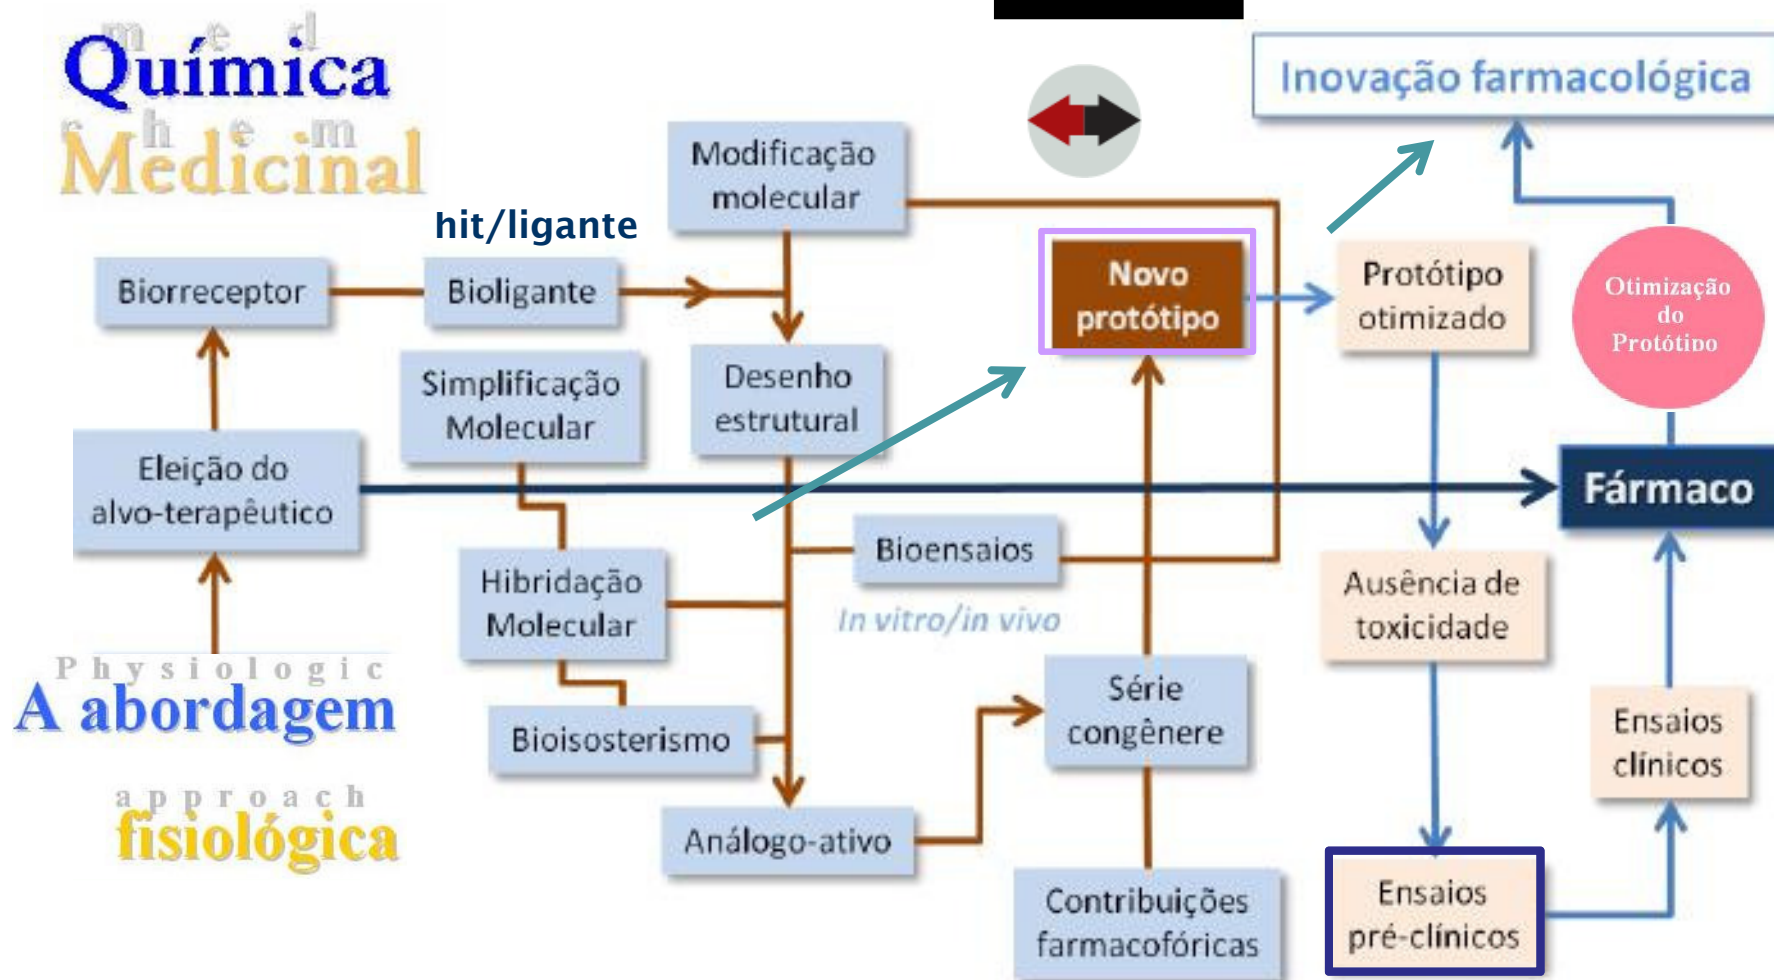 m e d
Química
c h e m
Medicinal
Inovação farmacológica
Modificação
molecular
hit/ligante
Biorreceptor
Bioligante
Novo
protótipo
Protótipo
otimizado
Otimização
do
Protótipo
Simplificação
Molecular
Desenho
estrutural
Eleição do
alvo-terapêutico
Fármaco
Bioensaios
In vitro/in vivo
Hibridação
Molecular
Ausência de
toxicidade
Physiologic
A abordagem
approach
fisiológica
Bioisosterismo
Série
congênere
Ensaios
clínicos
Análogo-ativo
Contribuições
farmacofóricas
Ensaios
pré-clínicos